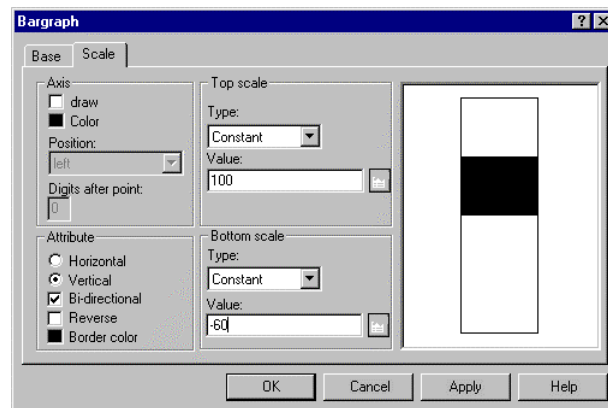 Bargraph
Base
Scale
Axis
draw
Color
Position:
left
Digits after point:
0
Attribute
Horizontal
Vertical
Bi-directional
Reverse
Border color
Top scale
Type:
Constant
Value:
100
Bottom scale
Type:
Constant
Value:
-60
OK
Cancel
Apply
Help